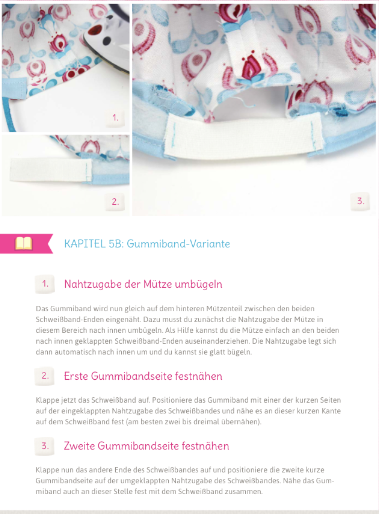 1.
2.
3.
KAPITEL 5B: Gummiband-Variante
1. Nahtzugabe der Mütze umbügeln
Das Gummiband wird nun gleich auf dem hinteren Mützenteil zwischen den beiden
Schweißband-Enden eingenäht. Dazu musst du zunächst die Nahtzugabe der Mütze in
diesem Bereich nach innen umbügeln. Als Hilfe kannst du die Mütze einfach an den beiden
nach innen geklappten Schweißband-Enden auseinanderziehen. Die Nahtzugabe legt sich
dann automatisch nach innen um und du kannst sie glatt bügeln.
2. Erste Gummibandseite festnähen
Klappe jetzt das Schweißband auf. Positioniere das Gummiband mit einer der kurzen Seiten
auf der eingeklappten Nahtzugabe des Schweißbandes und nähe es an dieser kurzen Kante
auf dem Schweißband fest (am besten zwei bis dreimal übernähen).
3. Zweite Gummibandseite festnähen
Klappe nun das andere Ende des Schweißbandes auf und positioniere die zweite kurze
Gummibandseite auf der umgeklappten Nahtzugabe des Schweißbandes. Nähe das Gum-
miband auch an dieser Stelle fest mit dem Schweißband zusammen.